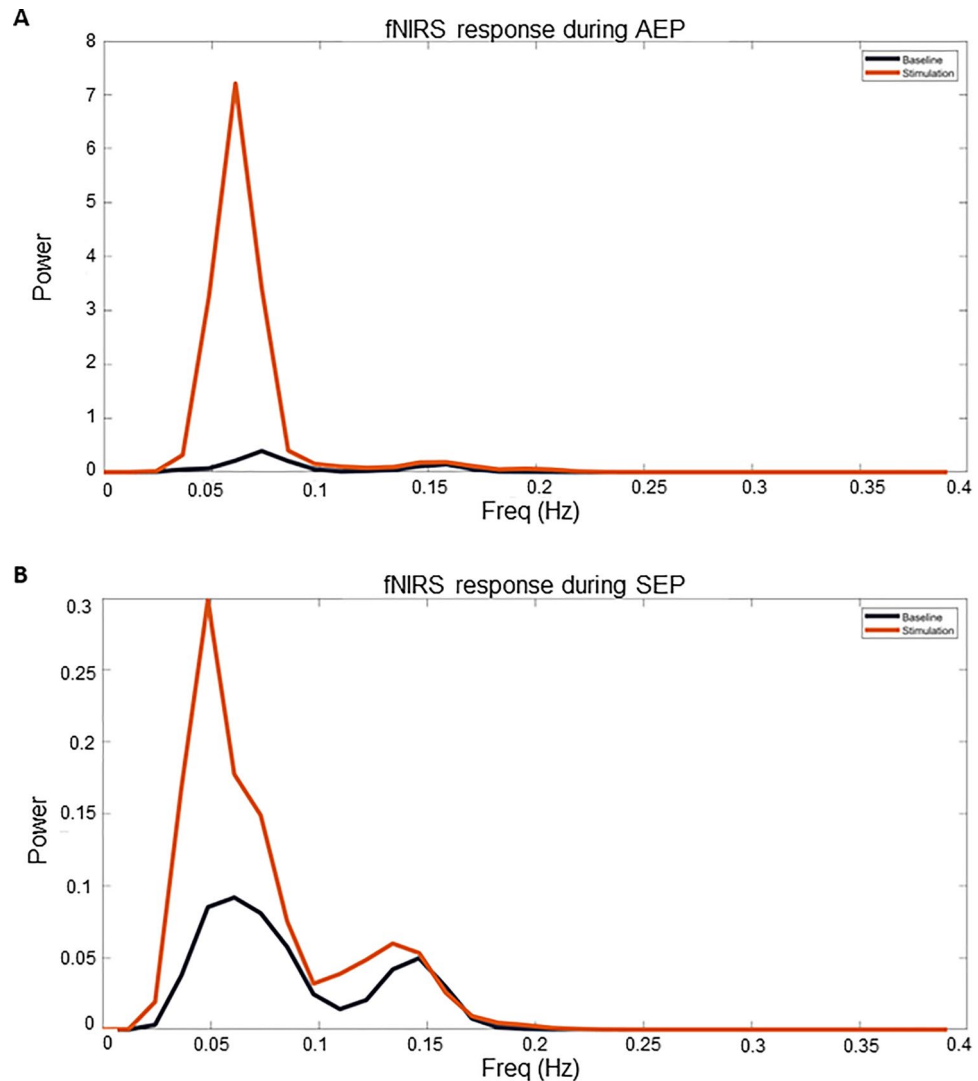 A
fNIRS response during AEP
8
7
6
5
4
3
2
1
0
Power
Baseline
Stimulation
0 0.05 0.1 0.15 0.2 0.25 0.3 0.35 0.4
Freq (Hz)
B
fNIRS response during SEP
0.3
0.25
0.2
0.15
0.1
0.05
0
Power
Baseline
Stimulation
0 0.05 0.1 0.15 0.2 0.25 0.3 0.35 0.4
Freq (Hz)